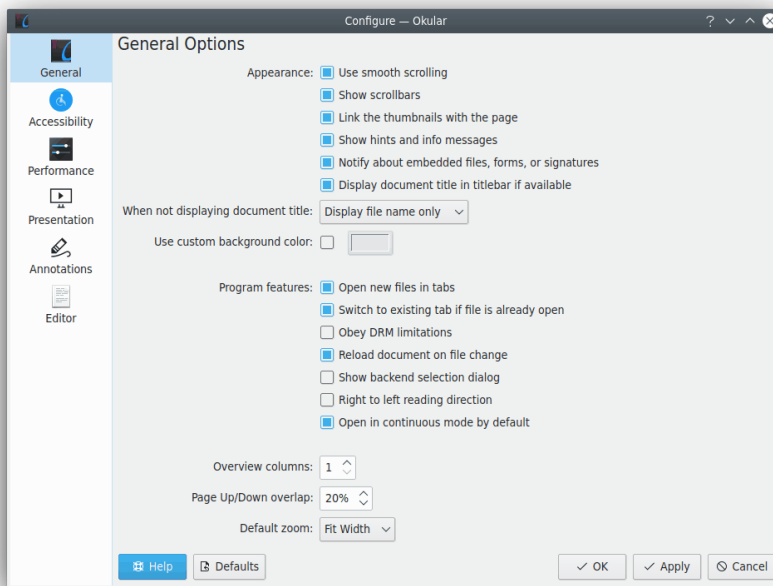 Configure — Okular
General Options
General
Accessibility
Performance
Presentation
Annotations
Editor
Appearance: Use smooth scrolling
Show scrollbars
Link the thumbnails with the page
Show hints and info messages
Notify about embedded files, forms, or signatures
Display document title in titlebar if available
When not displaying document title: Display file name only
Use custom background color:
Program features: Open new files in tabs
Switch to existing tab if file is already open
Obey DRM limitations
Reload document on file change
Show backend selection dialog
Right to left reading direction
Open in continuous mode by default
Overview columns: 1
Page Up/Down overlap: 20%
Default zoom: Fit Width
Help Defaults OK Apply Cancel